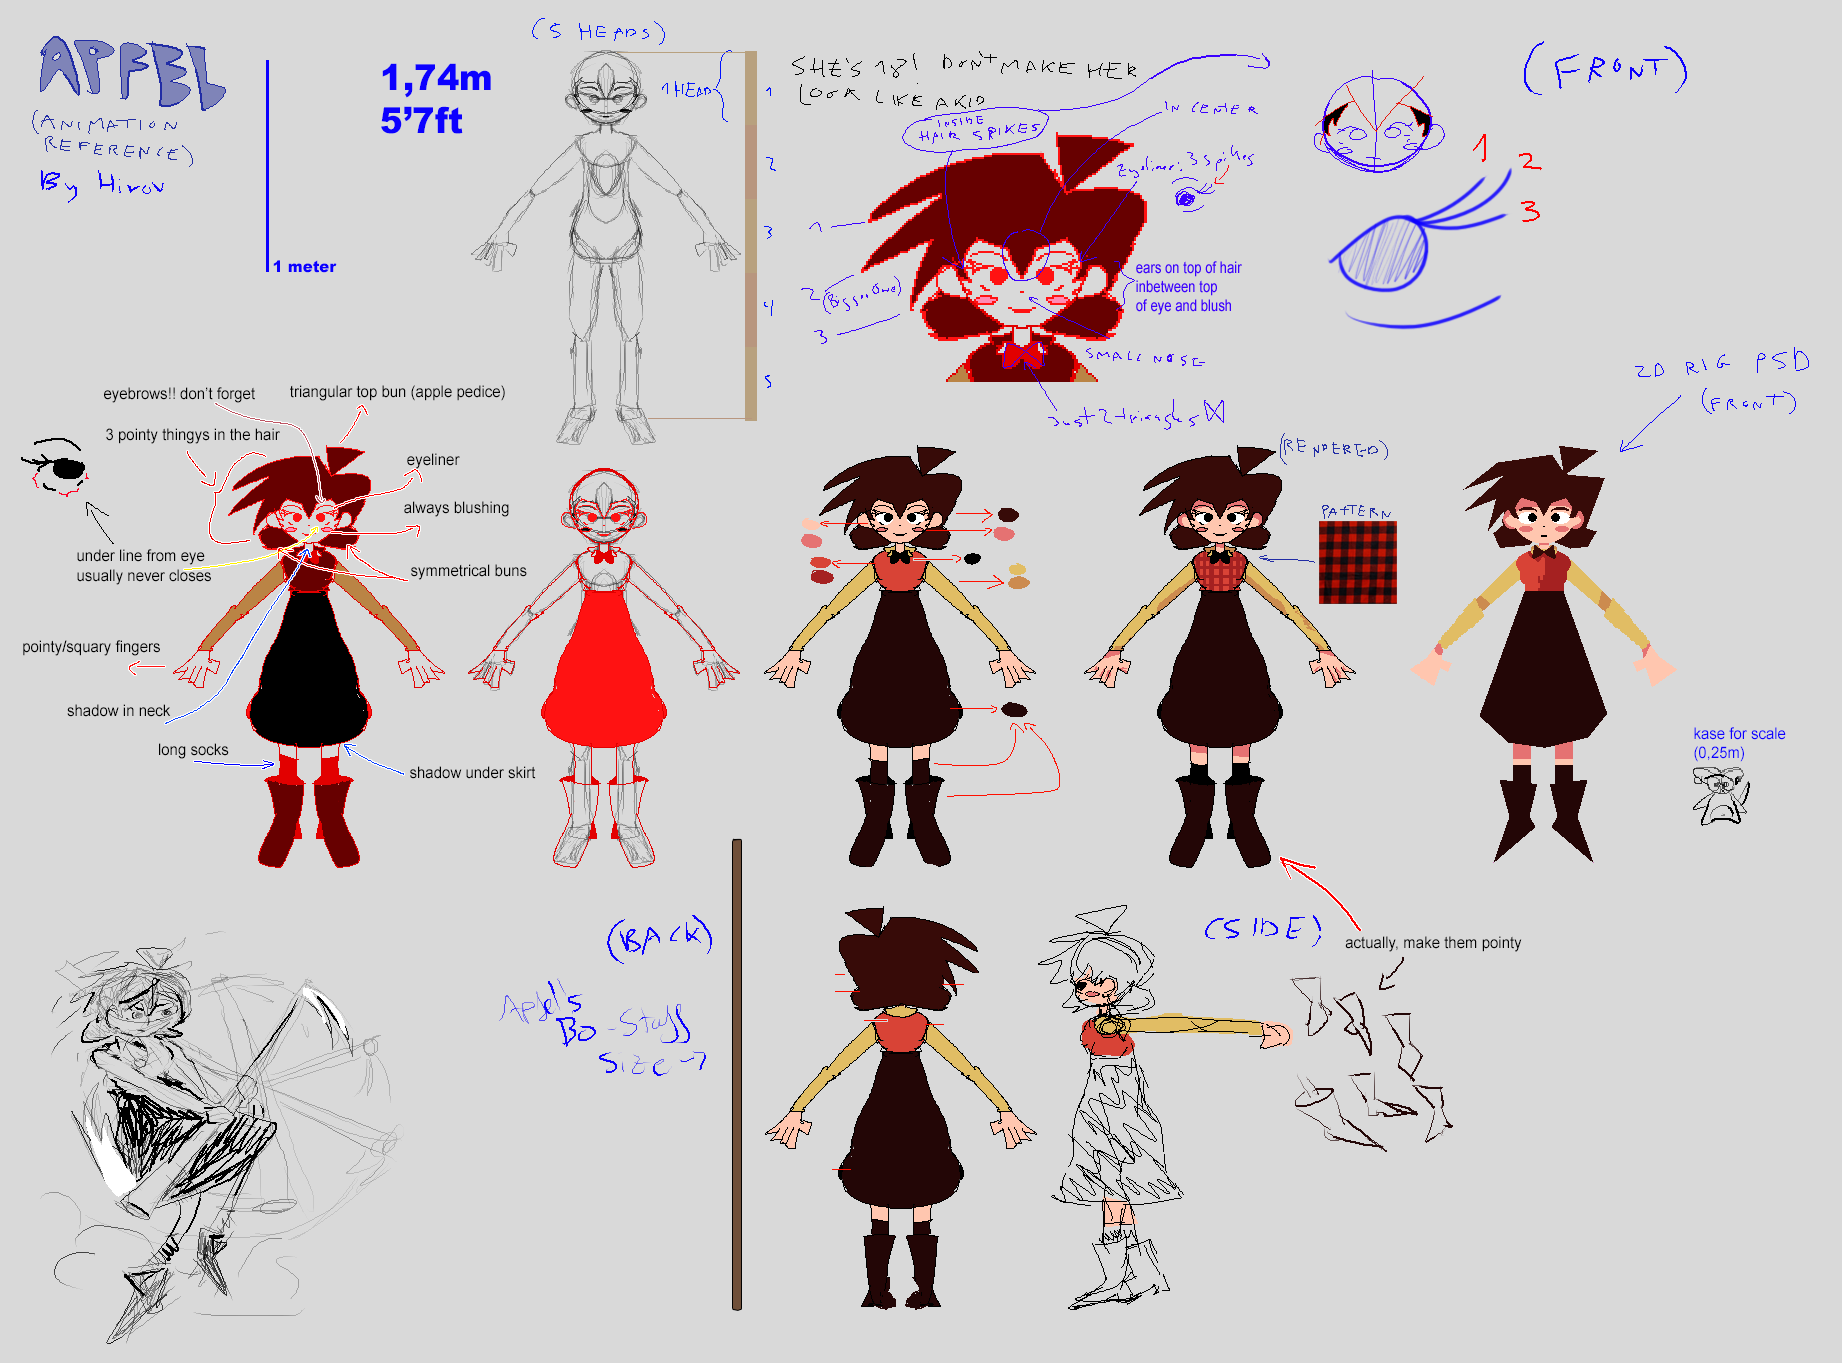 APFEL
(ANIMATION
REFERENCE)
By Hirov
1 meter
1,74m
5'7ft
(5 HEADS)
1 HEAD
1
2
3
4
5
SHE'S 18! DON'T MAKE HER
LOOK LIKE A KID
INSIDE
HAIR SPIKES
IN CENTER
Eyeliner: 3 spikes
1
2
(Bigger One)
3
ears on top of hair
inbetween top
of eye and blush
SMALL NOSE
Just 2 triangles
(FRONT)
1
2
3
2D RIG PSD
(FRONT)
eyebrows!! don't forget
triangular top bun (apple pedice)
3 pointy thingys in the hair
eyeliner
always blushing
under line from eye
usually never closes
symmetrical buns
pointy/squary fingers
shadow in neck
long socks
shadow under skirt
(RENDERED)
PATTERN
kase for scale
(0,25m)
(BACK)
Apfel's
Bo-Staff
Size
(SIDE)
actually, make them pointy